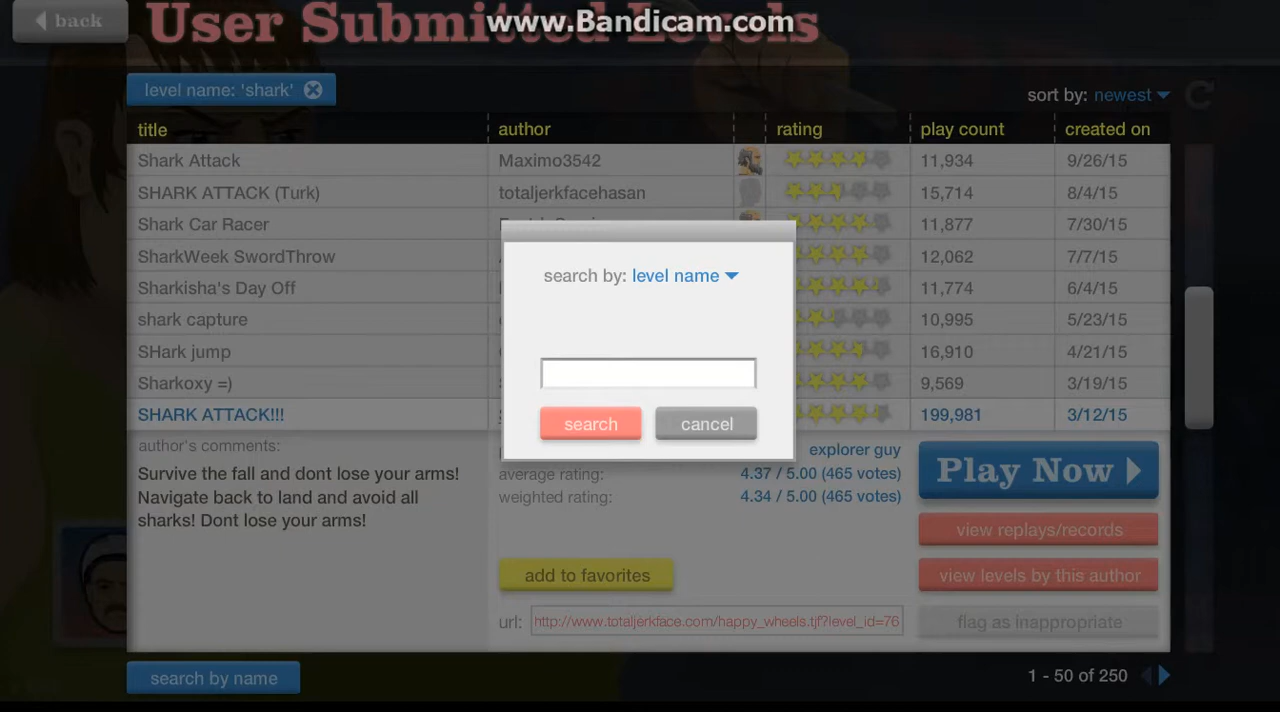 back
User Submitted Levels
www.Bandicam.com
level name: 'shark'
sort by: newest
title author rating play count created on
Shark Attack Maximo3542 11,934 9/26/15
SHARK ATTACK (Turk) totaljerkfacehasan 15,714 8/4/15
Shark Car Racer 11,877 7/30/15
SharkWeek SwordThrow 12,062 7/7/15
Sharkisha's Day Off 11,774 6/4/15
shark capture 10,995 5/23/15
SHark jump 16,910 4/21/15
Sharkoxy =) 9,569 3/19/15
SHARK ATTACK!!! 199,981 3/12/15
search by: level name
search cancel
author's comments:
Survive the fall and dont lose your arms!
Navigate back to land and avoid all
sharks! Dont lose your arms!
explorer guy
average rating: 4.37 / 5.00 (465 votes)
weighted rating: 4.34 / 5.00 (465 votes)
add to favorites
url: http://www.totaljerkface.com/happy_wheels.tjf?level_id=76
Play Now
view replays/records
view levels by this author
flag as inappropriate
search by name
1 - 50 of 250